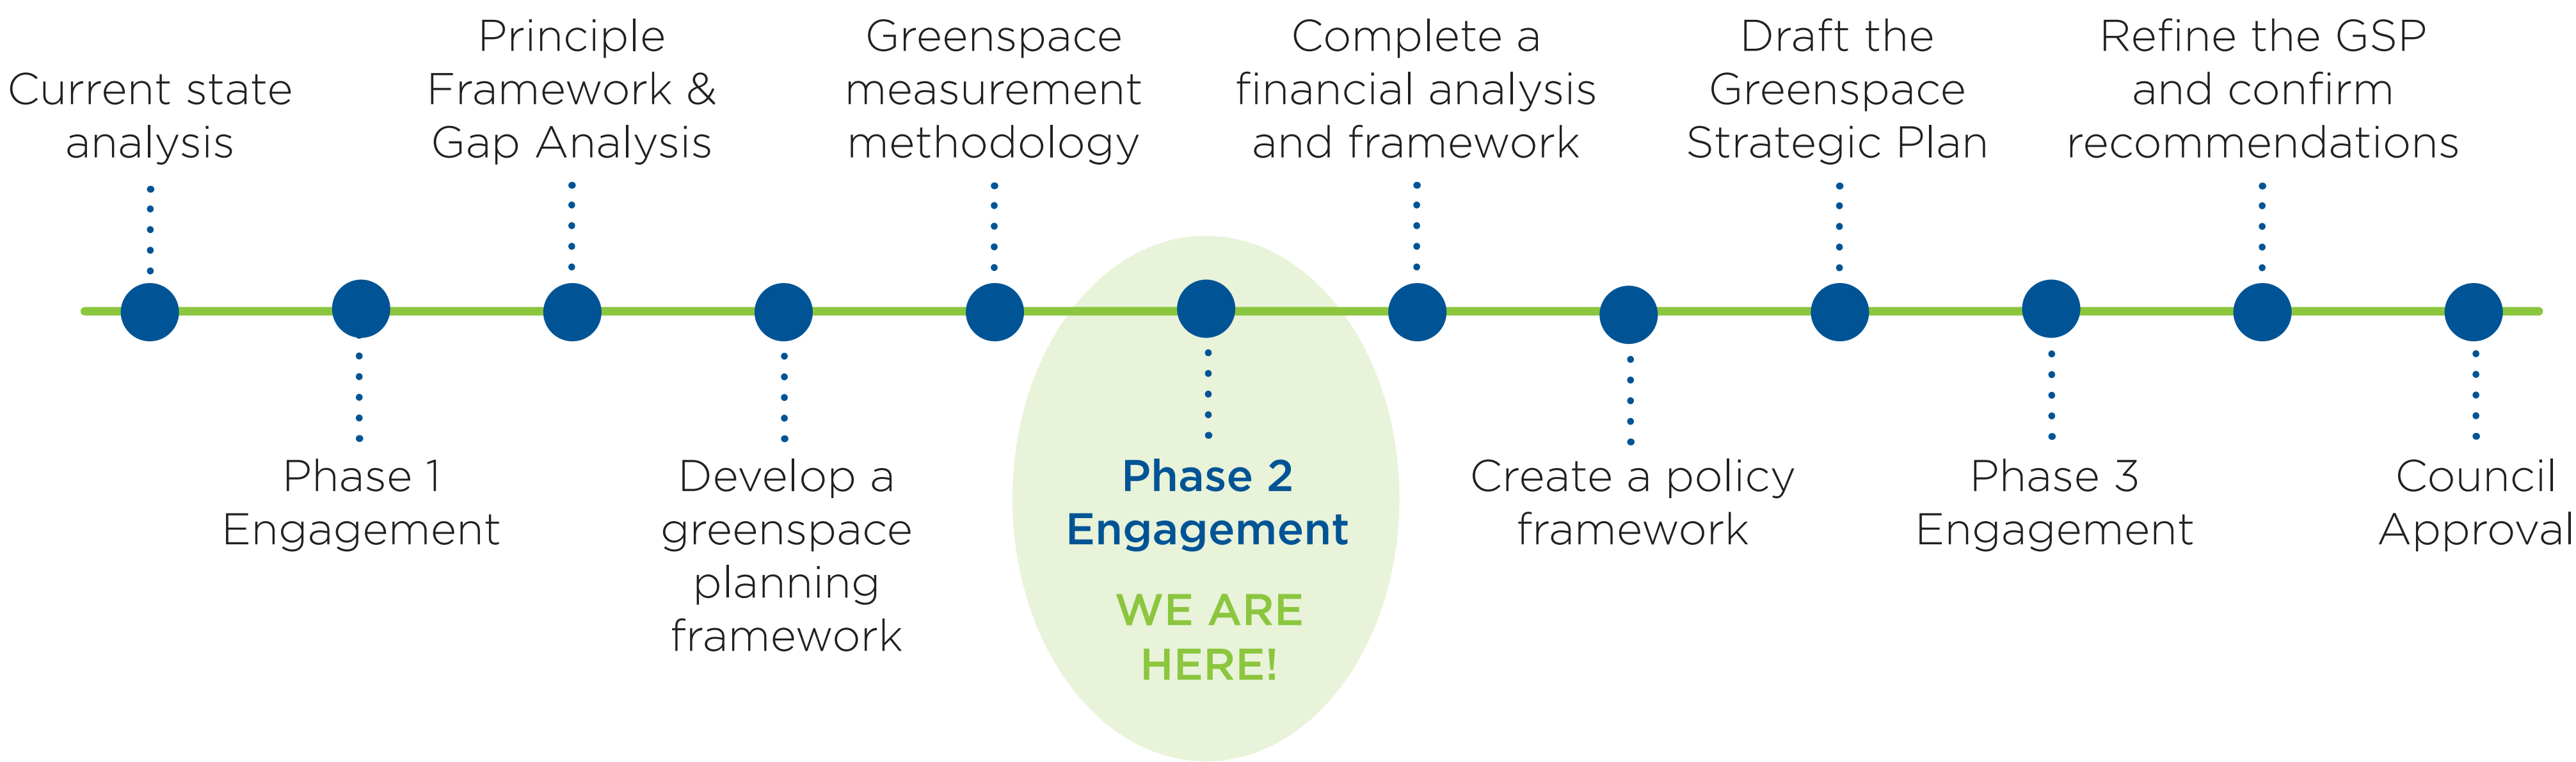 Current state
analysis
Phase 1
Engagement
Principle
Framework &
Gap Analysis
Develop a
greenspace
planning
framework
Greenspace
measurement
methodology
Phase 2
Engagement
WE ARE
HERE!
Complete a
financial analysis
and framework
Create a policy
framework
Draft the
Greenspace
Strategic Plan
Phase 3
Engagement
Refine the GSP
and confirm
recommendations
Council
Approval